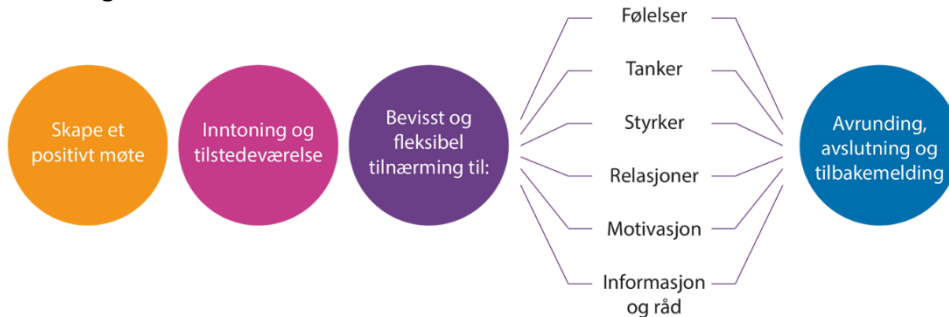 Skape et
positivt møte
Inntoning og
tilstedeværelse
Bevisst og
fleksibel
tilnærming til:
Følelser
Tanker
Styrker
Relasjoner
Motivasjon
Informasjon
og råd
Avrunding,
avslutning og
tilbakemelding